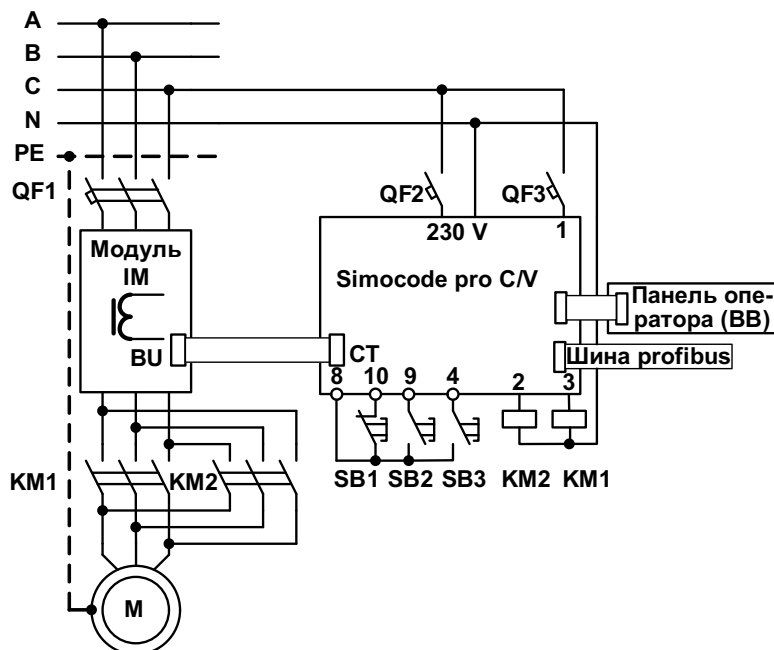 A
B
C
N
PE
QF1
QF2
QF3
Модуль
IM
BU
230 V
1
Simocode pro C/V
Панель опе-
ратора (ВВ)
Шина profibus
CT
8
10
9
4
2
3
SB1
SB2
SB3
KM2
KM1
KM1
KM2
M